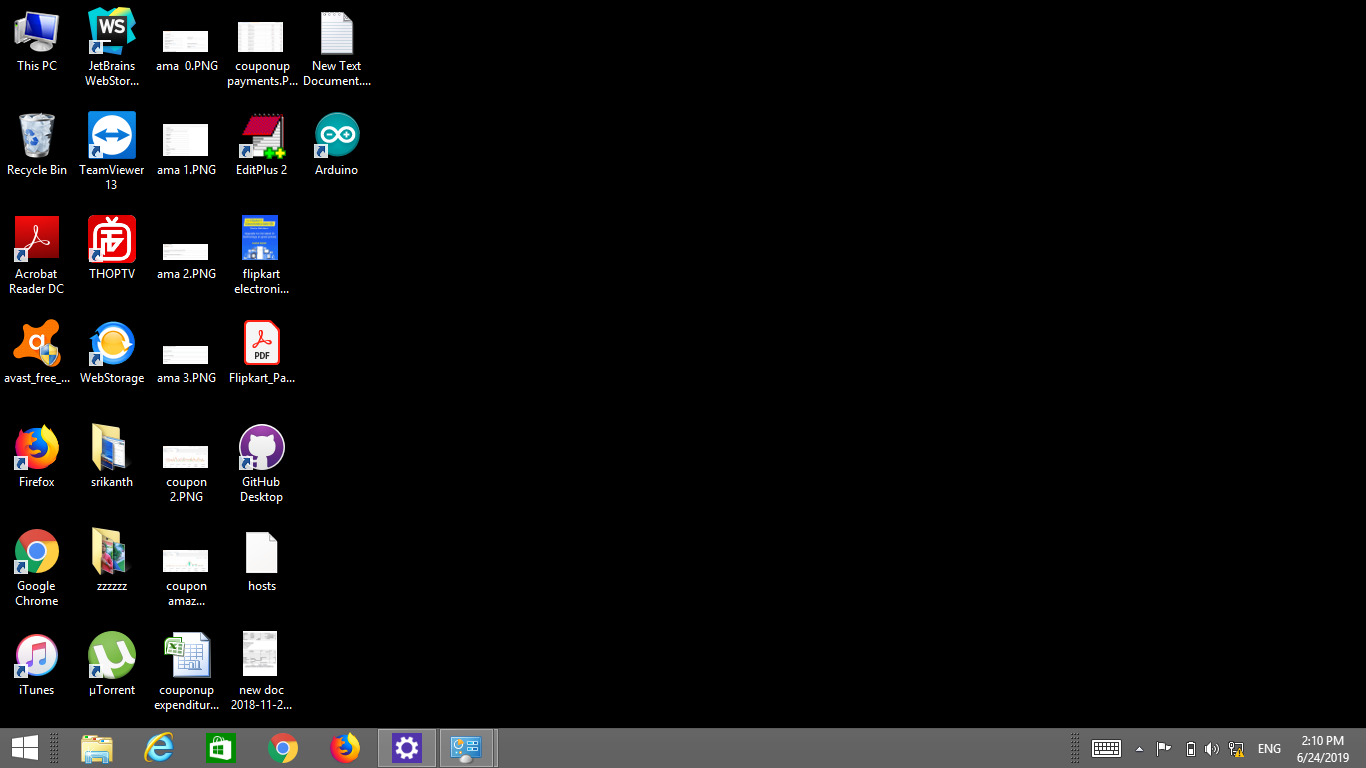 This PC
Recycle Bin
Acrobat
Reader DC
avast_free_...
Firefox
Google
Chrome
iTunes
WS
JetBrains
WebStor...
TeamViewer
13
THOPTV
WebStorage
srikanth
zzzzzz
µTorrent
ama  0.PNG
ama 1.PNG
ama 2.PNG
ama 3.PNG
coupon
2.PNG
coupon
amaz...
couponup
expenditur...
couponup
payments.P...
EditPlus 2
flipkart
electroni...
PDF
Flipkart_Pa...
GitHub
Desktop
hosts
new doc
2018-11-2...
New Text
Document....
Arduino
ENG
2:10 PM
6/24/2019